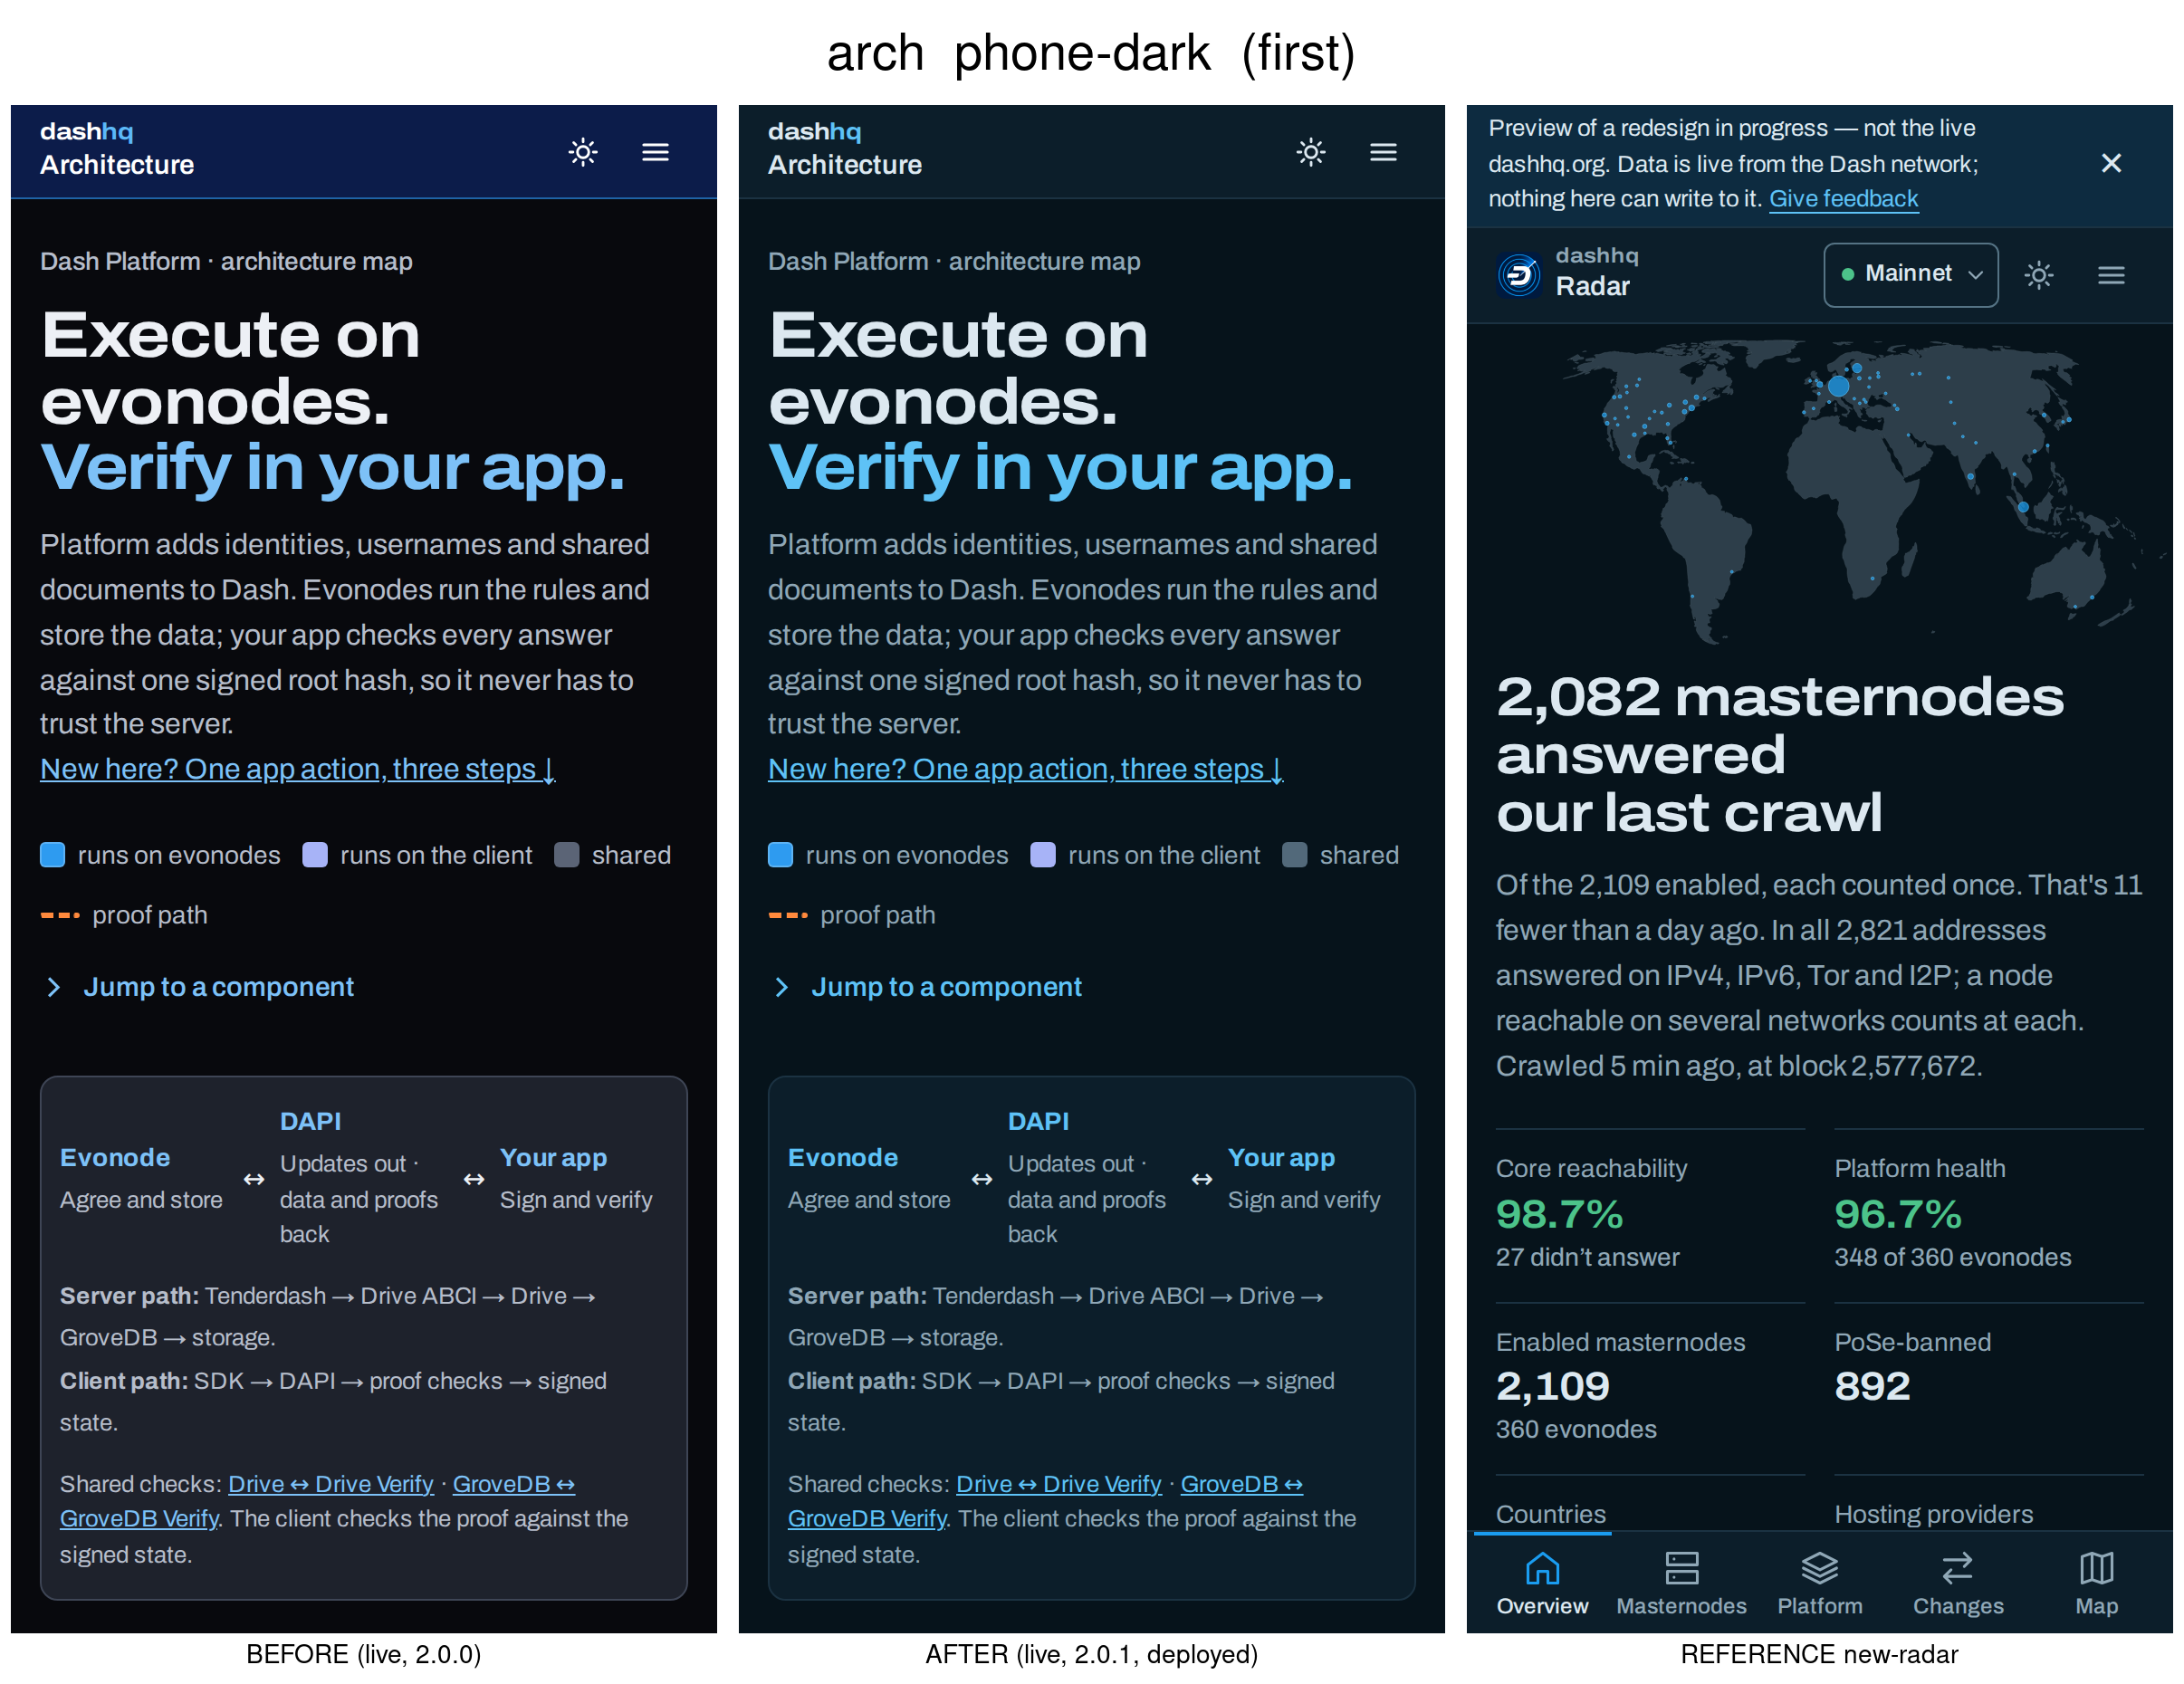 arch phone-dark (first)
dashhq
Architecture
Dash Platform · architecture map
Execute on
evonodes.
Verify in your app.
Platform adds identities, usernames and shared
documents to Dash. Evonodes run the rules and
store the data; your app checks every answer
against one signed root hash, so it never has to
trust the server.
New here? One app action, three steps ↓
runs on evonodes runs on the client shared
proof path
Jump to a component
Evonode
Agree and store
↔
DAPI
Updates out ·
data and proofs
back
↔
Your app
Sign and verify
Server path: Tenderdash → Drive ABCI → Drive →
GroveDB → storage.
Client path: SDK → DAPI → proof checks → signed
state.
Shared checks: Drive ↔ Drive Verify · GroveDB ↔
GroveDB Verify. The client checks the proof against the
signed state.
BEFORE (live, 2.0.0)
dashhq
Architecture
Dash Platform · architecture map
Execute on
evonodes.
Verify in your app.
Platform adds identities, usernames and shared
documents to Dash. Evonodes run the rules and
store the data; your app checks every answer
against one signed root hash, so it never has to
trust the server.
New here? One app action, three steps ↓
runs on evonodes runs on the client shared
proof path
Jump to a component
Evonode
Agree and store
↔
DAPI
Updates out ·
data and proofs
back
↔
Your app
Sign and verify
Server path: Tenderdash → Drive ABCI → Drive →
GroveDB → storage.
Client path: SDK → DAPI → proof checks → signed
state.
Shared checks: Drive ↔ Drive Verify · GroveDB ↔
GroveDB Verify. The client checks the proof against the
signed state.
AFTER (live, 2.0.1, deployed)
Preview of a redesign in progress — not the live
dashhq.org. Data is live from the Dash network;
nothing here can write to it. Give feedback
dashhq
Radar
Mainnet
2,082 masternodes
answered
our last crawl
Of the 2,109 enabled, each counted once. That's 11
fewer than a day ago. In all 2,821 addresses
answered on IPv4, IPv6, Tor and I2P; a node
reachable on several networks counts at each.
Crawled 5 min ago, at block 2,577,672.
Core reachability
98.7%
27 didn’t answer
Platform health
96.7%
348 of 360 evonodes
Enabled masternodes
2,109
360 evonodes
PoSe-banned
892
Countries
Hosting providers
Overview Masternodes Platform Changes Map
REFERENCE new-radar